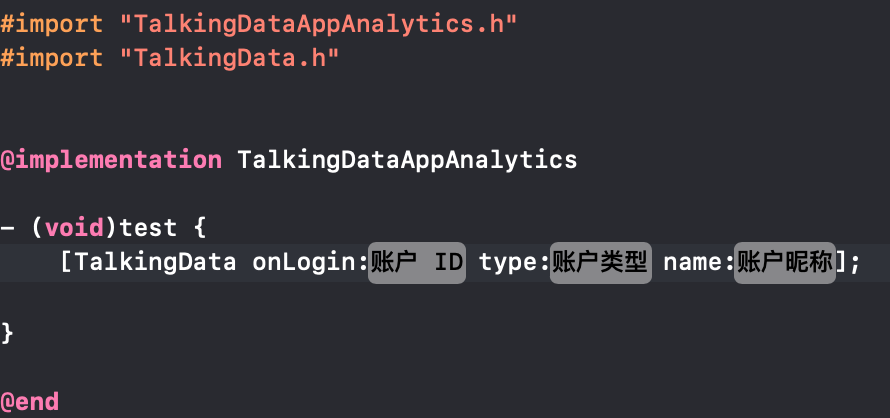 #import "TalkingDataAppAnalytics.h"
#import "TalkingData.h"
@implementation TalkingDataAppAnalytics
- (void)test {
[TalkingData onLogin:账户 ID type:账户类型 name:账户昵称];
}
@end